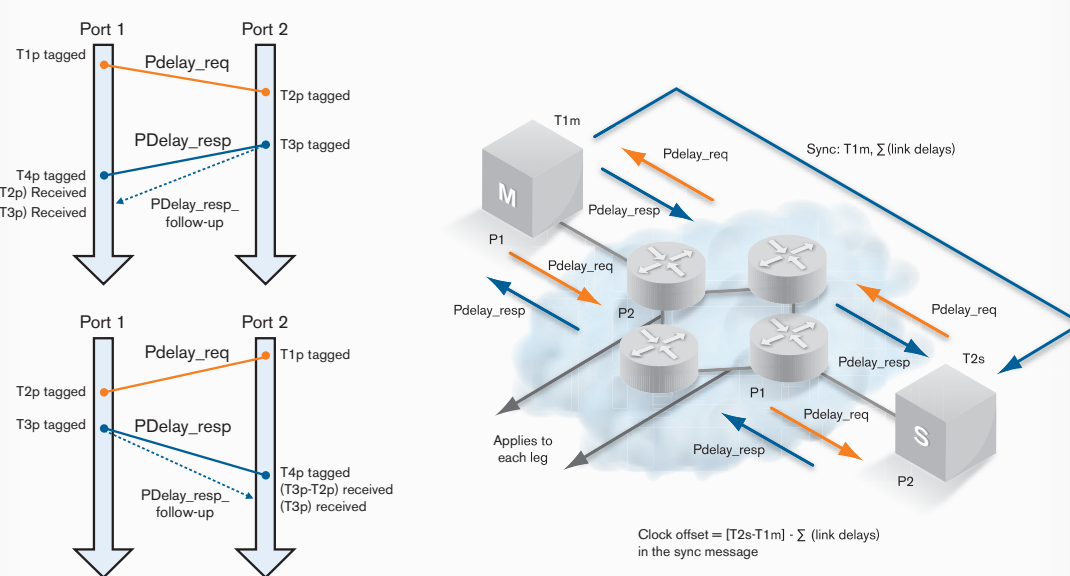 Port 1
Port 2
T1p tagged
Pdelay_req
T2p tagged
PDelay_resp
T3p tagged
T4p tagged
T2p) Received
T3p) Received
PDelay_resp_
follow-up
Port 1
Port 2
Pdelay_req
T1p tagged
T2p tagged
T3p tagged
PDelay_resp
T4p tagged
(T3p-T2p) received
(T3p) received
PDelay_resp_
follow-up
T1m
Sync: T1m, ∑(link delays)
Pdelay_req
M
Pdelay_resp
P1
Pdelay_req
Pdelay_resp
P2
Pdelay_req
T2s
Pdelay_resp
P1
Pdelay_req
S
Applies to
each leg
Pdelay_resp
P2
Clock offset = [T2s-T1m] - ∑ (link delays)
in the sync message